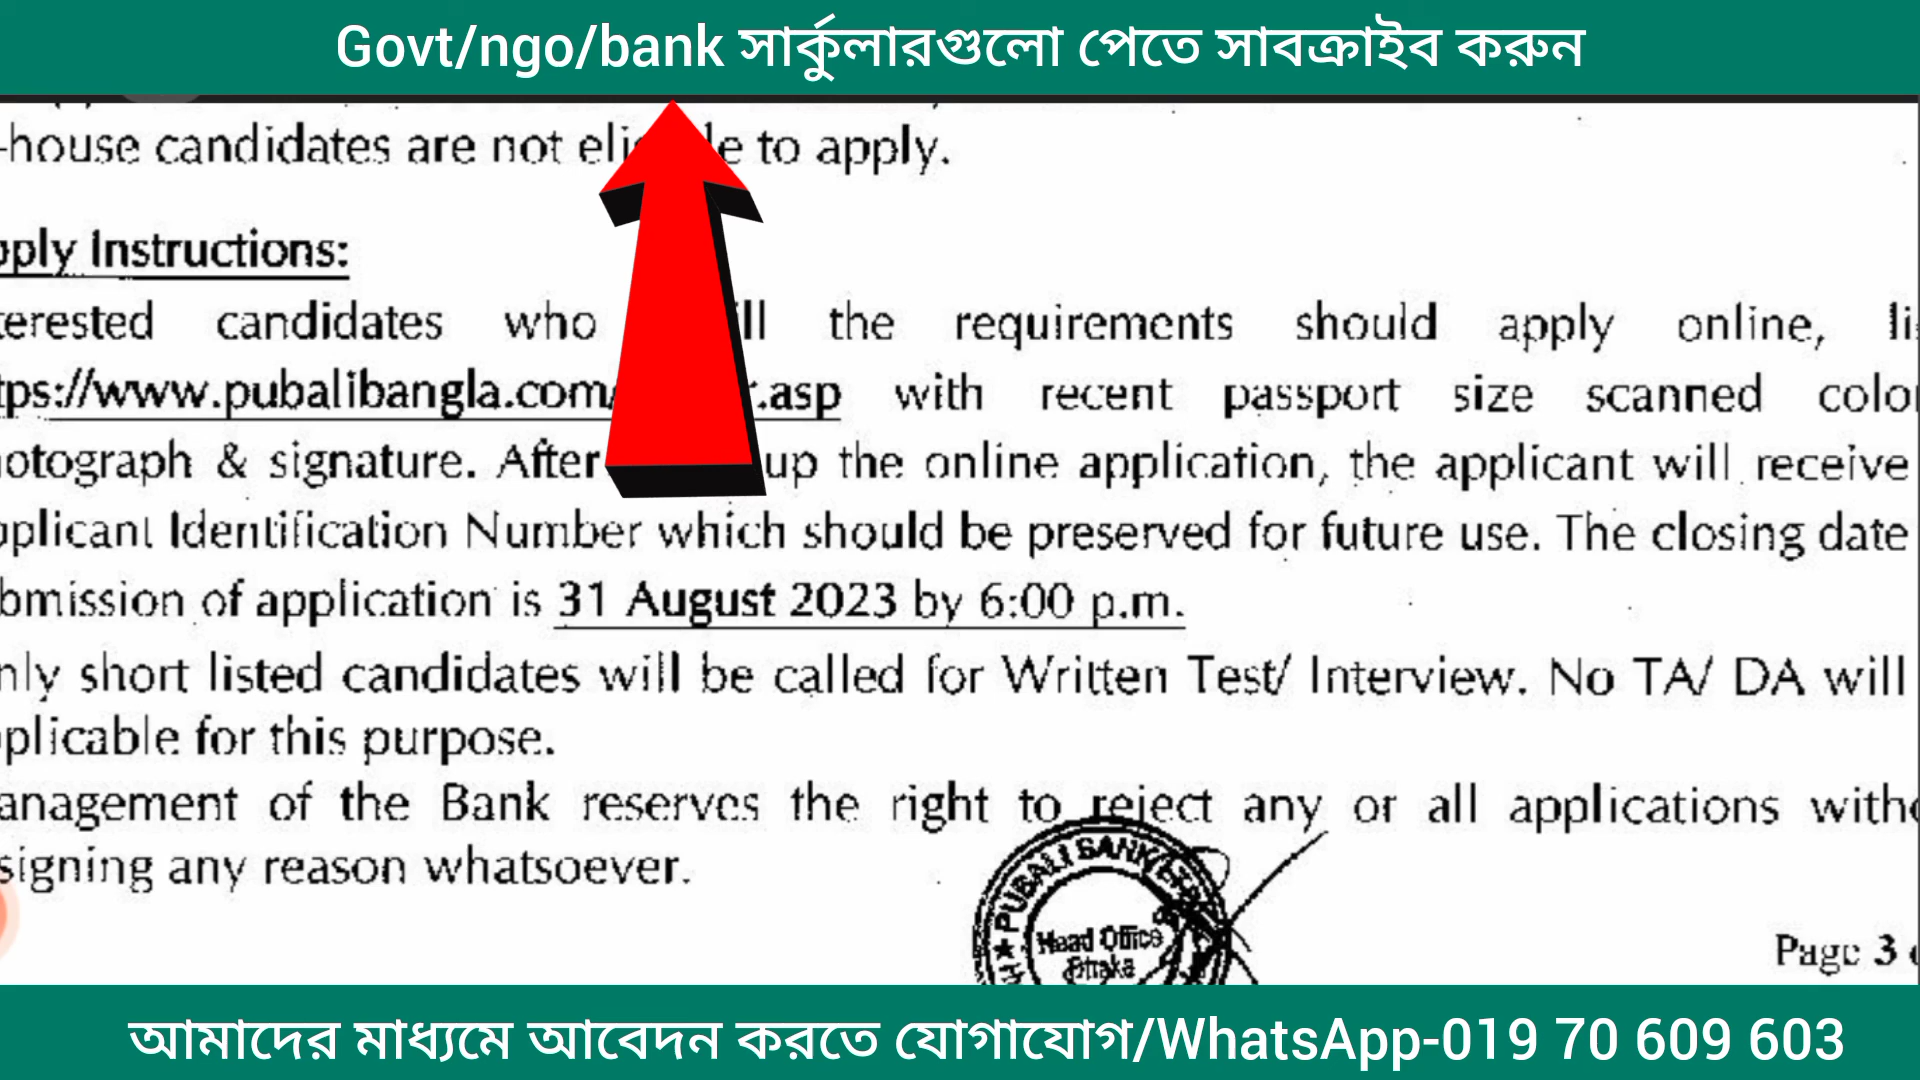 Govt/ngo/bank সার্কুলারগুলো পেতে সাবক্রাইব করুন
-house candidates are not to apply.
pply Instructions:
terested candidates who the requirements should apply online, li
tps://www.pubalibangla.com/ .asp with recent passport size scanned color
otograph & signature. After up the online application, the applicant will receive
pplicant Identification Number which should be preserved for future use. The closing date
bmission of application is 31 August 2023 by 6:00 p.m.
nly short listed candidates will be called for Written Test/ Interview. No TA/ DA will
plicable for this purpose.
anagement of the Bank reserves the right to reject any or all applications witho
signing any reason whatsoever.
PUBALI BANK LTD
Head Office
Dhaka
Page 3
আমাদের মাধ্যমে আবেদন করতে যোগাযোগ/WhatsApp-019 70 609 603